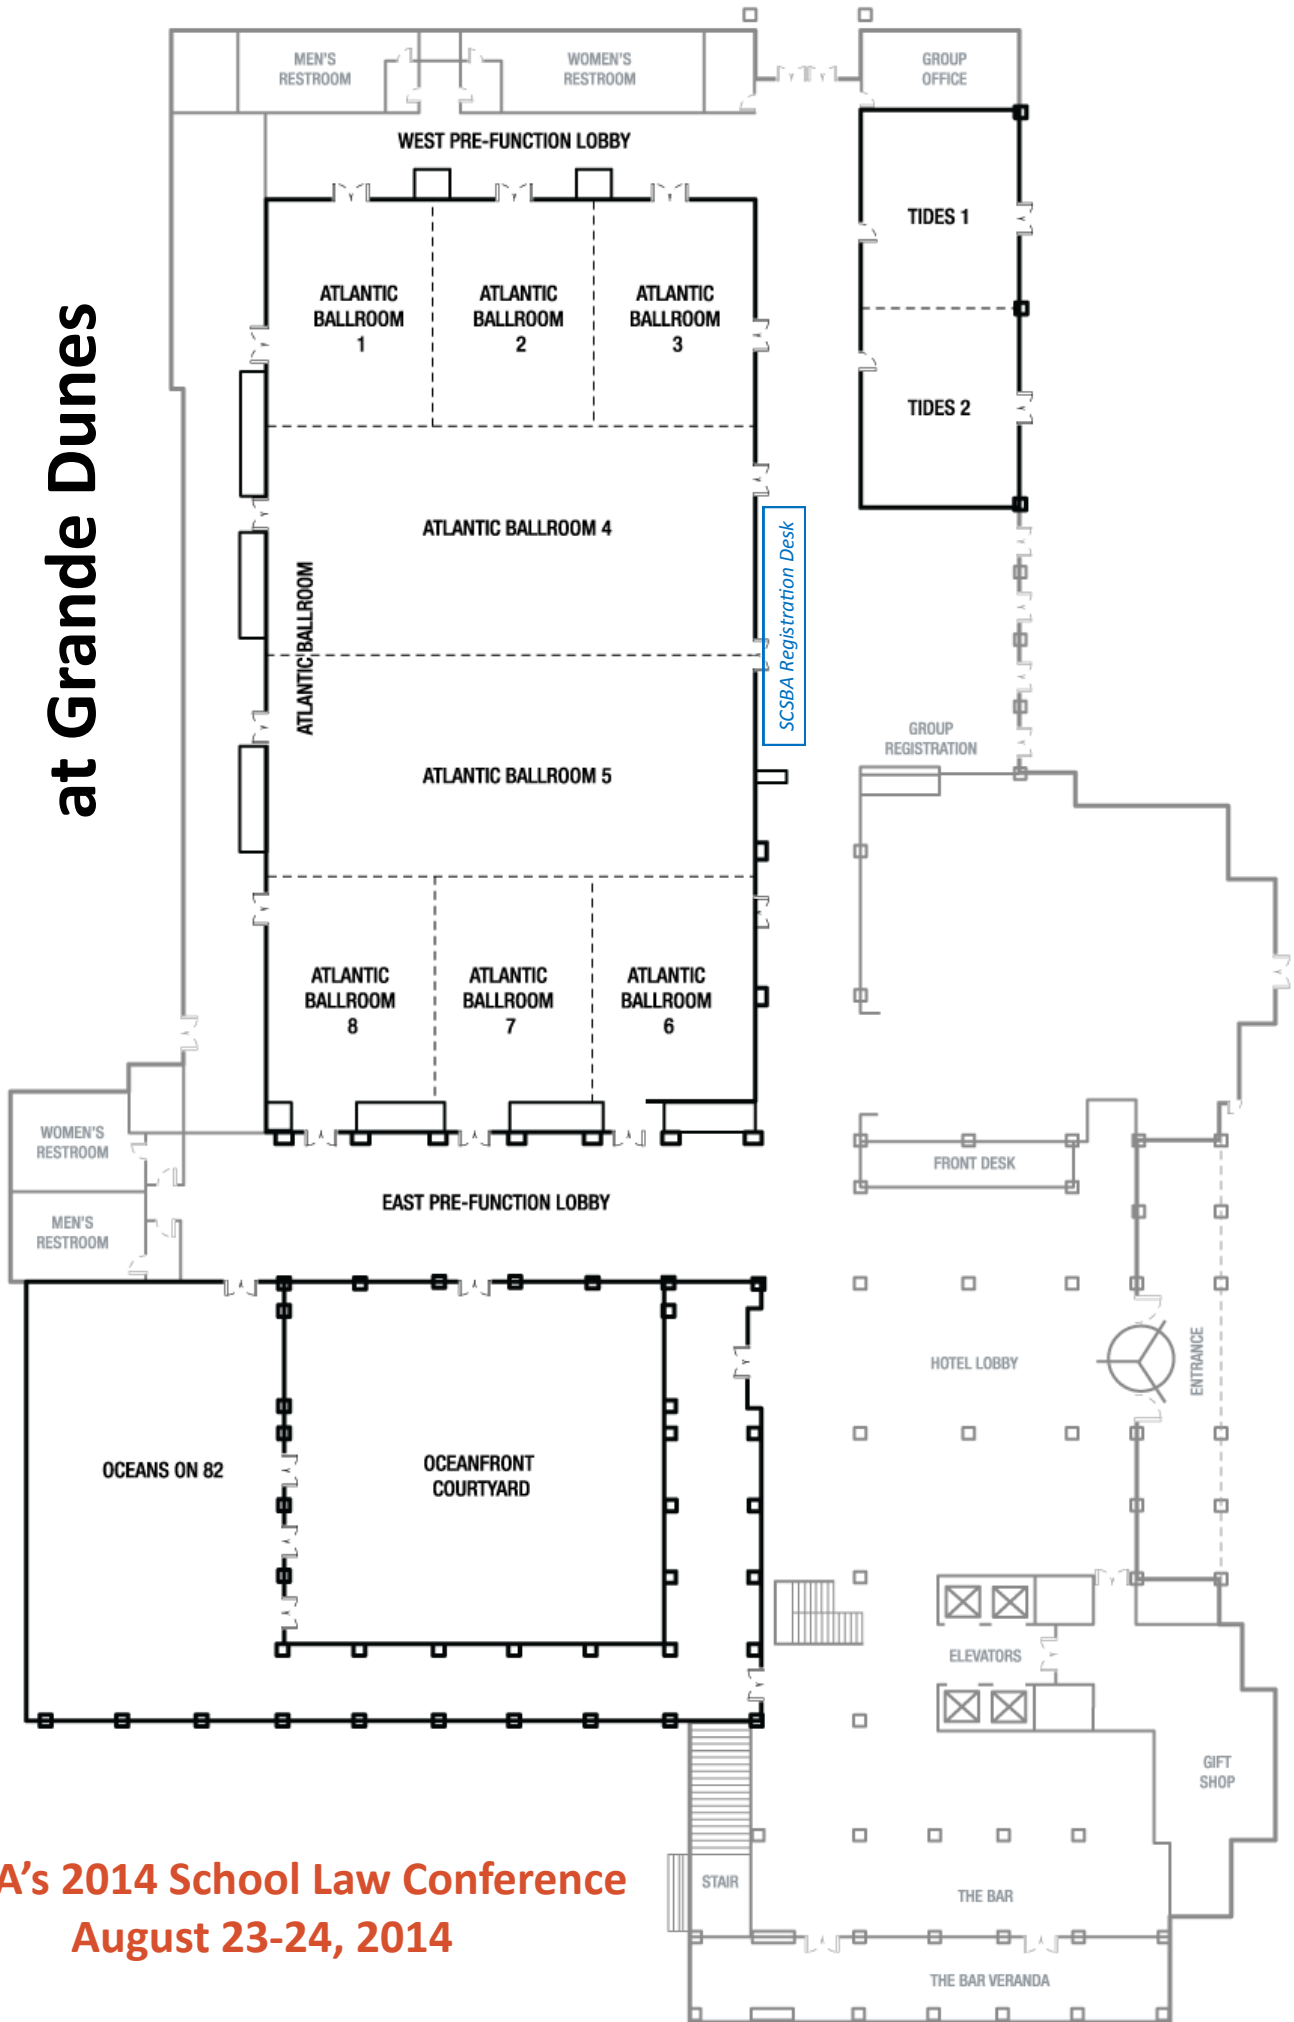 MEN'S
RESTROOM
WOMEN'S
RESTROOM
GROUP
OFFICE
WEST PRE-FUNCTION LOBBY
TIDES 1
ATLANTIC
BALLROOM
1
ATLANTIC
BALLROOM
2
ATLANTIC
BALLROOM
3
at Grande Dunes
TIDES 2
ATLANTIC BALLROOM 4
SCSBA Registration Desk
ATLANTIC BALLROOM
GROUP
REGISTRATION
ATLANTIC BALLROOM 5
ATLANTIC
BALLROOM
8
ATLANTIC
BALLROOM
7
ATLANTIC
BALLROOM
6
WOMEN'S
RESTROOM
FRONT DESK
EAST PRE-FUNCTION LOBBY
MEN'S
RESTROOM
HOTEL LOBBY
ENTRANCE
OCEANS ON 82
OCEANFRONT
COURTYARD
ELEVATORS
GIFT
SHOP
STAIR
THE BAR
THE BAR VERANDA
A's 2014 School Law Conference
August 23-24, 2014